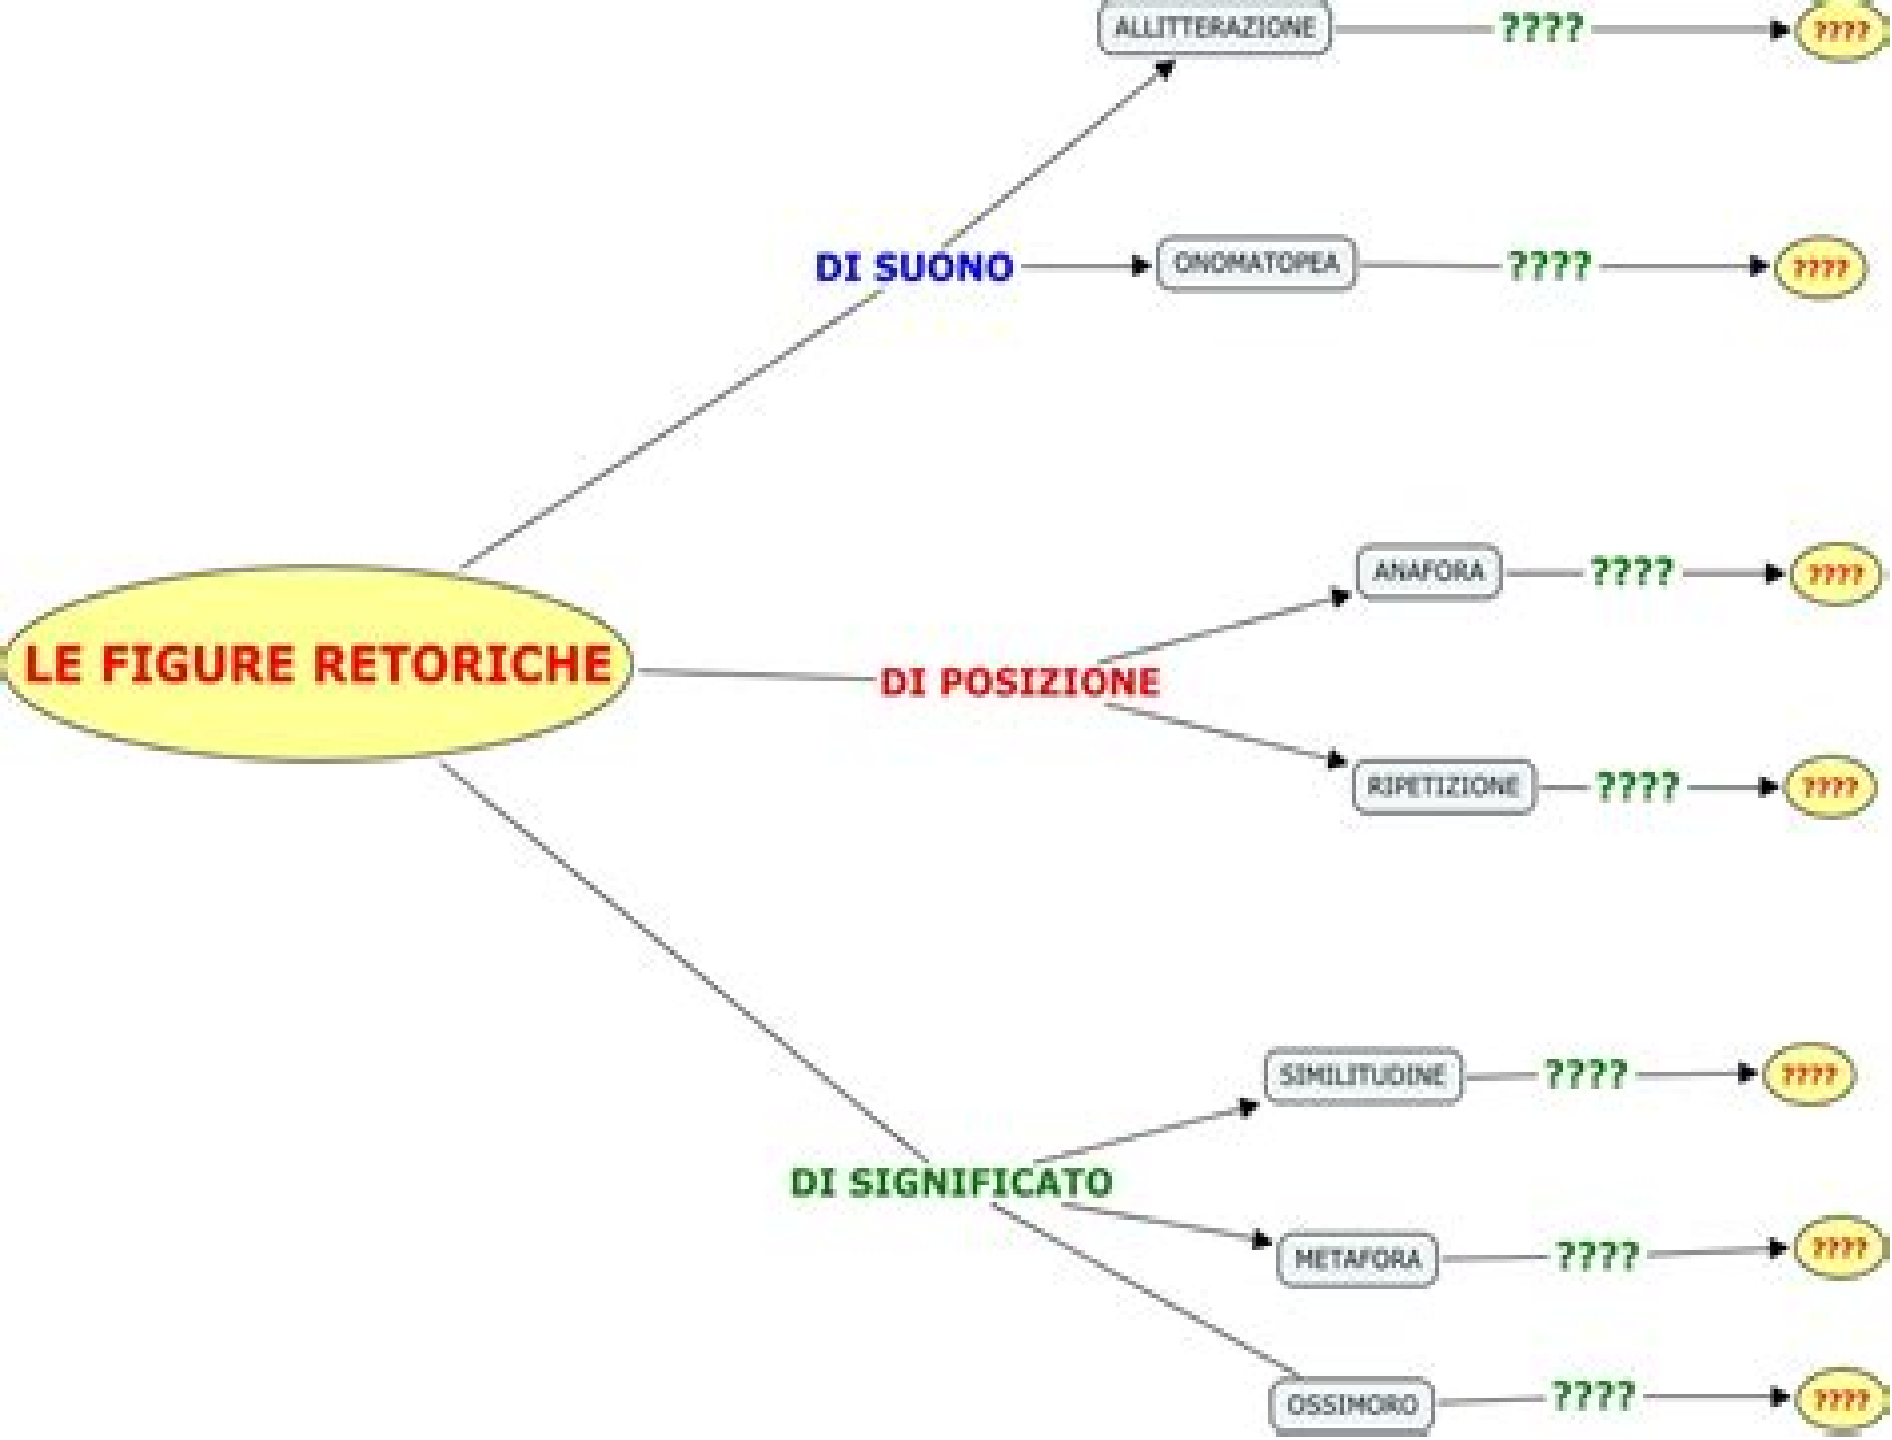 ALLITTERAZIONE ???? ????
DI SUONO ONOMATOPEA ???? ????
ANAFORA ???? ????
LE FIGURE RETORICHE DI POSIZIONE
RIPETIZIONE ???? ????
SIMILITUDINE ???? ????
DI SIGNIFICATO
METAFORA ???? ????
OSSIMORO ???? ????